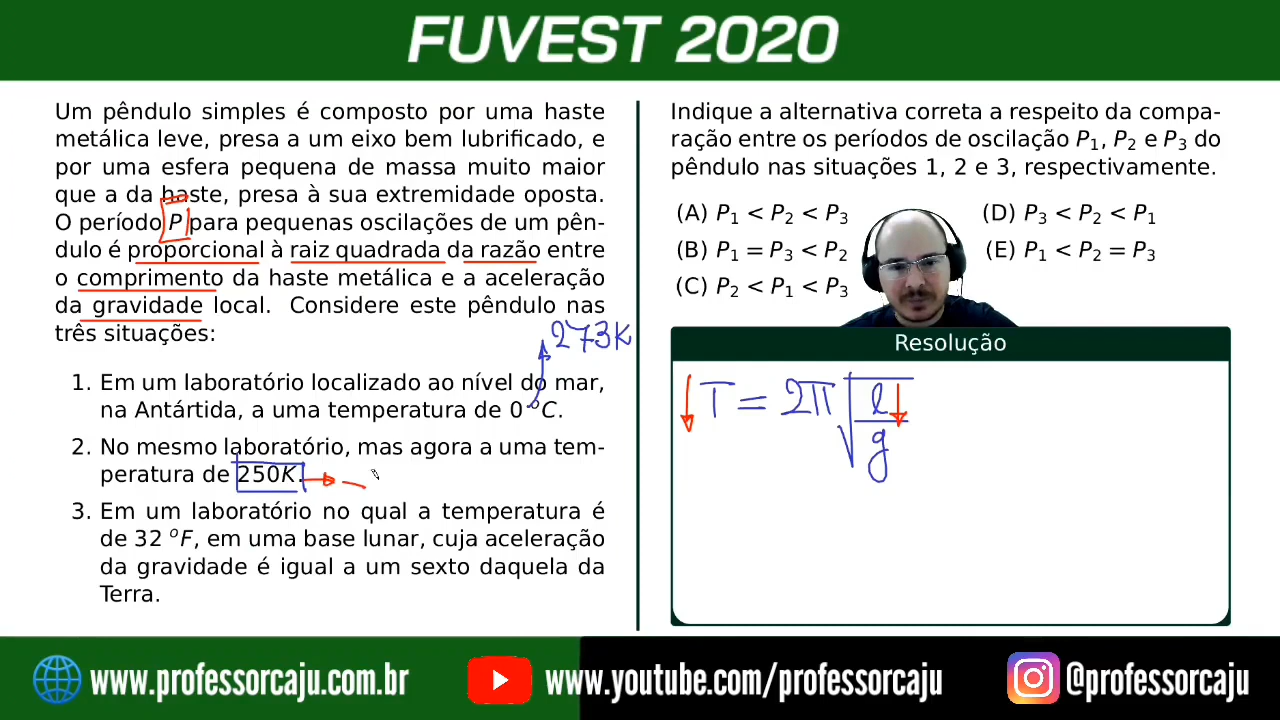 FUVEST 2020
Um pêndulo simples é composto por uma haste
metálica leve, presa a um eixo bem lubrificado, e
por uma esfera pequena de massa muito maior
que a da haste, presa à sua extremidade oposta.
O período P para pequenas oscilações de um pên-
dulo é proporcional à raiz quadrada da razão entre
o comprimento da haste metálica e a aceleração
da gravidade local. Considere este pêndulo nas
três situações:
273K
1. Em um laboratório localizado ao nível do mar,
na Antártida, a uma temperatura de 0 °C.
2. No mesmo laboratório, mas agora a uma tem-
peratura de 250K.
3. Em um laboratório no qual a temperatura é
de 32 °F, em uma base lunar, cuja aceleração
da gravidade é igual a um sexto daquela da
Terra.
Indique a alternativa correta a respeito da compa-
ração entre os períodos de oscilação P₁, P₂ e P₃ do
pêndulo nas situações 1, 2 e 3, respectivamente.
(A) P₁ < P₂ < P₃
(B) P₁ = P₃ < P₂
(C) P₂ < P₁ < P₃
(D) P₃ < P₂ < P₁
(E) P₁ < P₂ = P₃
Resolução
T = 2π √(l/g)
www.professorcaju.com.br
www.youtube.com/professorcaju
@professorcaju